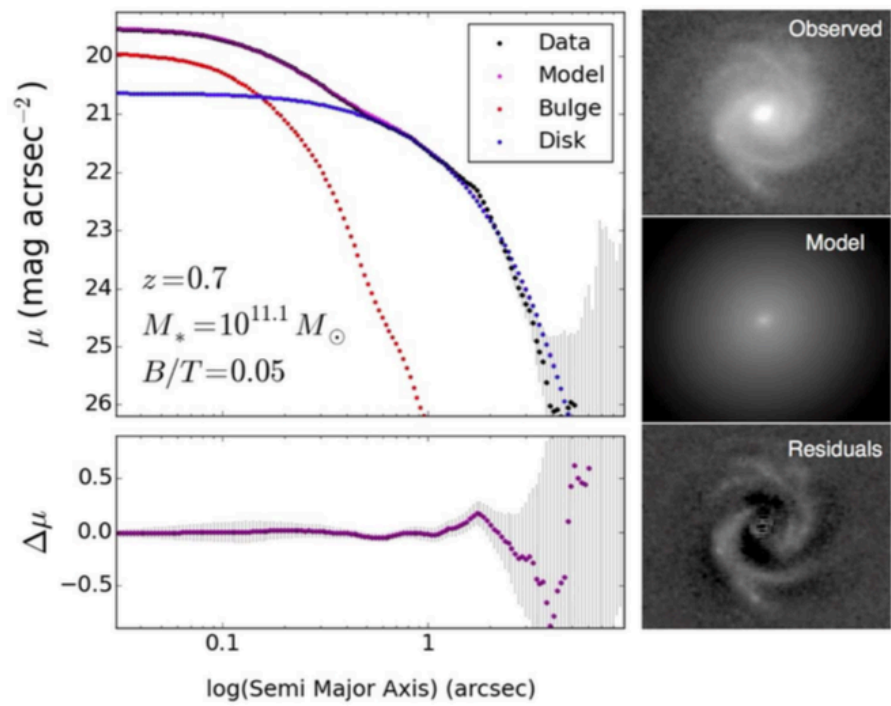 20
21
22
23
24
25
26
μ (mag acrsec⁻²)
Data
Model
Bulge
Disk
z=0.7
M_*=10^{11.1} M_⊙
B/T=0.05
0.5
0.0
−0.5
Δμ
0.1
1
log(Semi Major Axis) (arcsec)
Observed
Model
Residuals